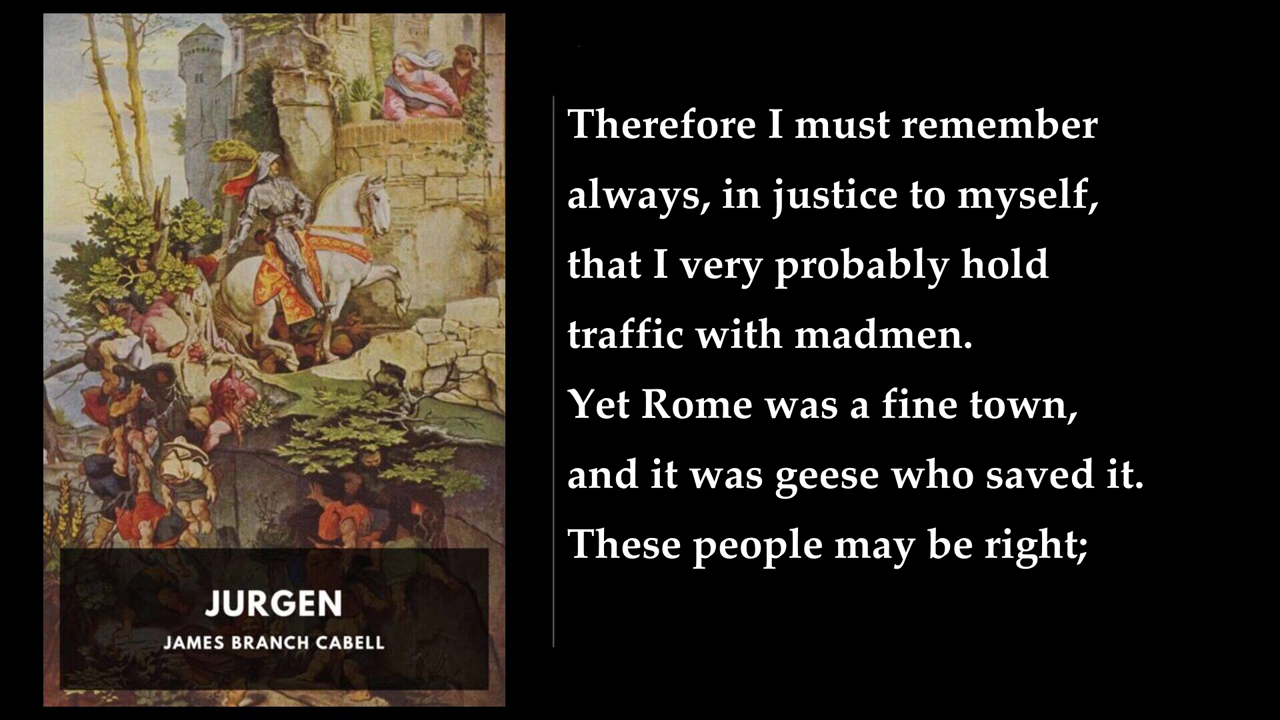 Therefore I must remember
always, in justice to myself,
that I very probably hold
traffic with madmen.
Yet Rome was a fine town,
and it was geese who saved it.
These people may be right;
JURGEN
JAMES BRANCH CABELL